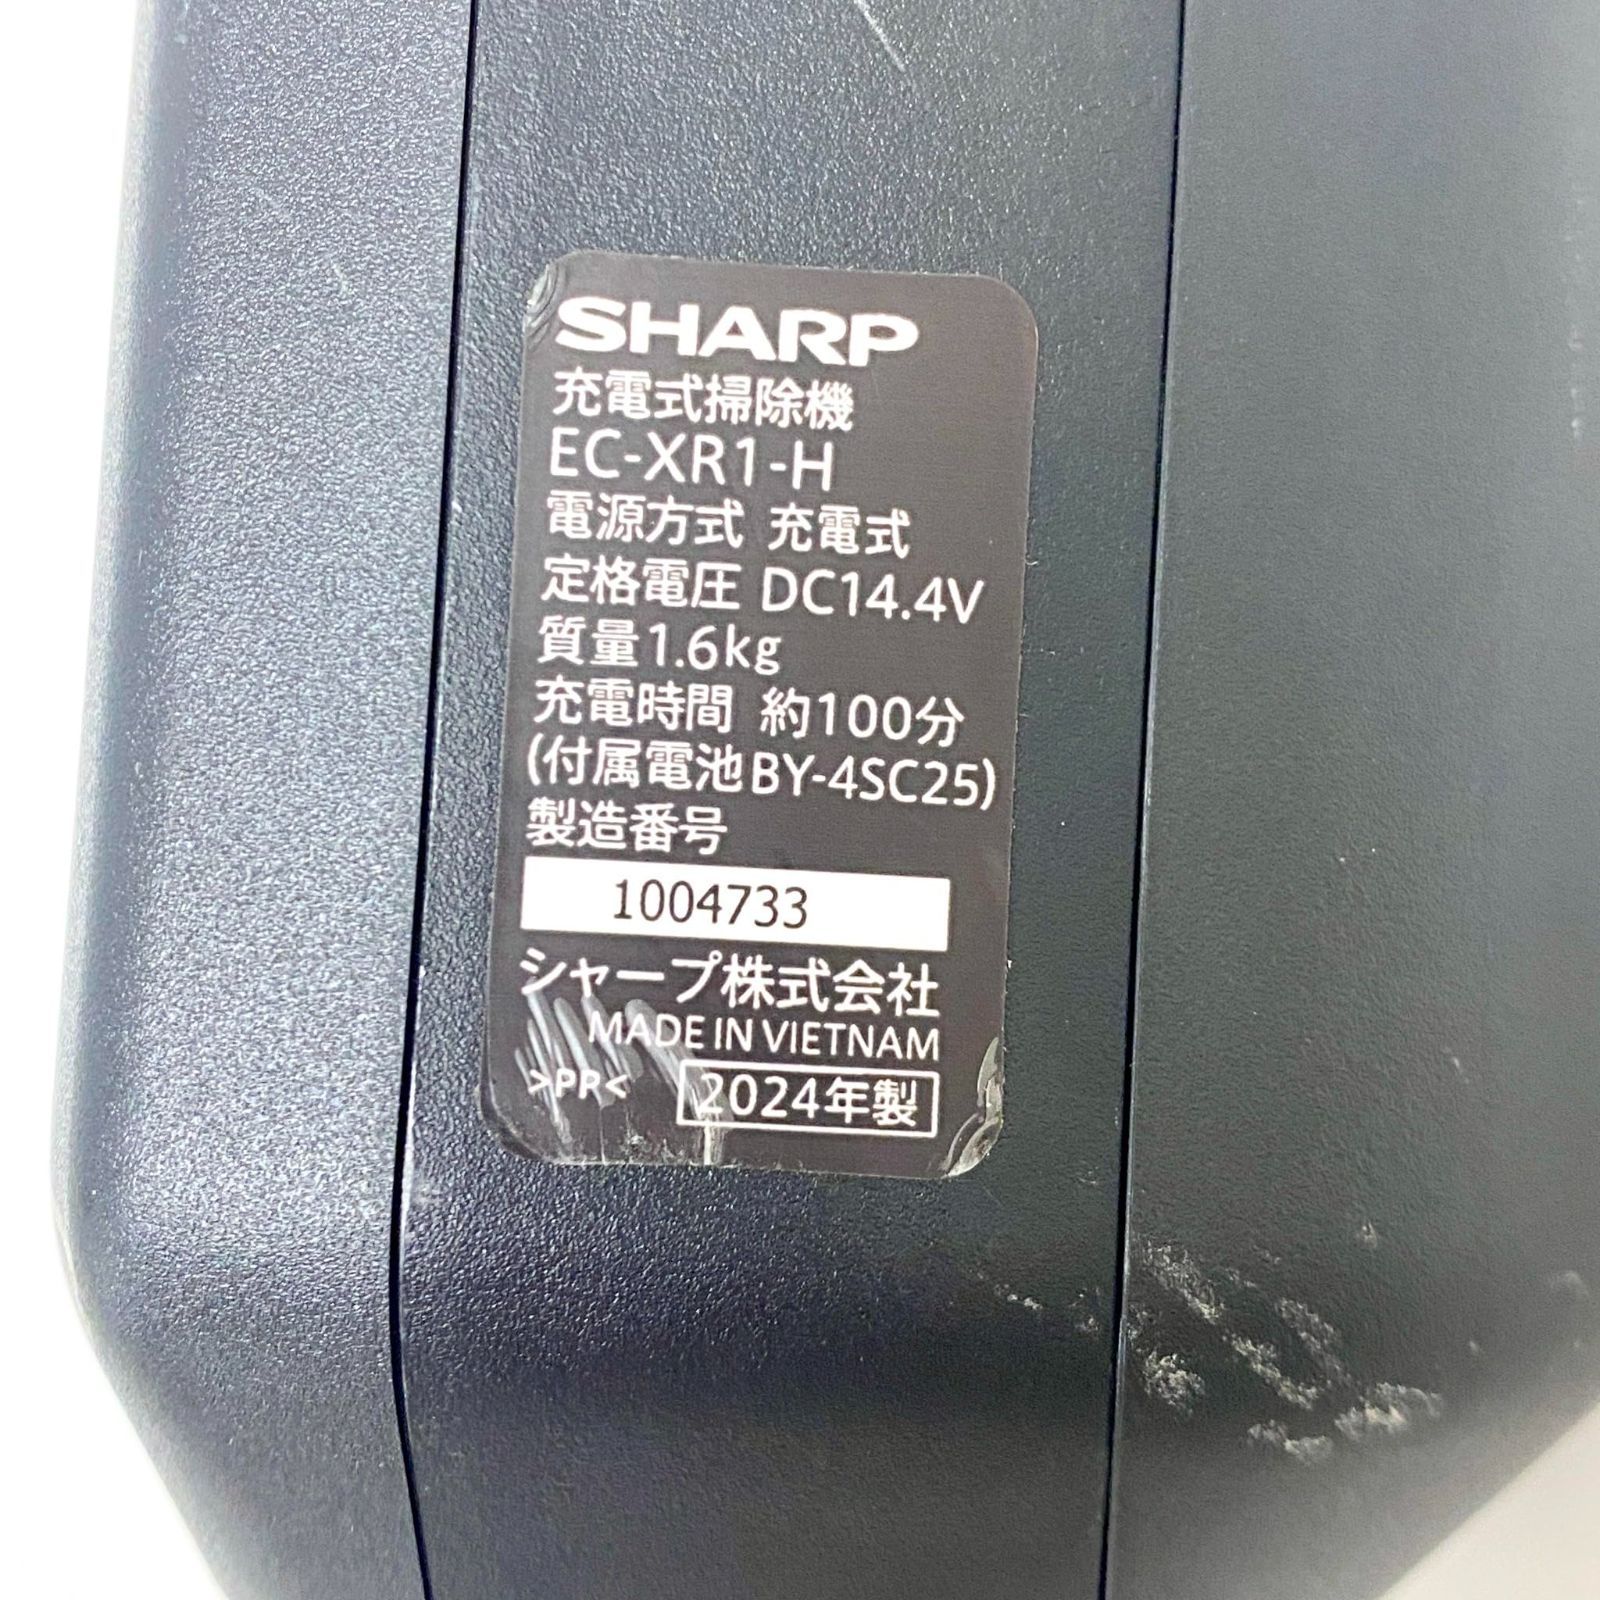 SHARP
充電式掃除機
EC-XR1-H
電源方式 充電式
定格電圧 DC14.4V
質量1.6kg
充電時間 約100分
(付属電池BY-4SC25)
製造番号
1004733
シャープ株式会社
MADE IN VIETNAM
>PP<
2024年製